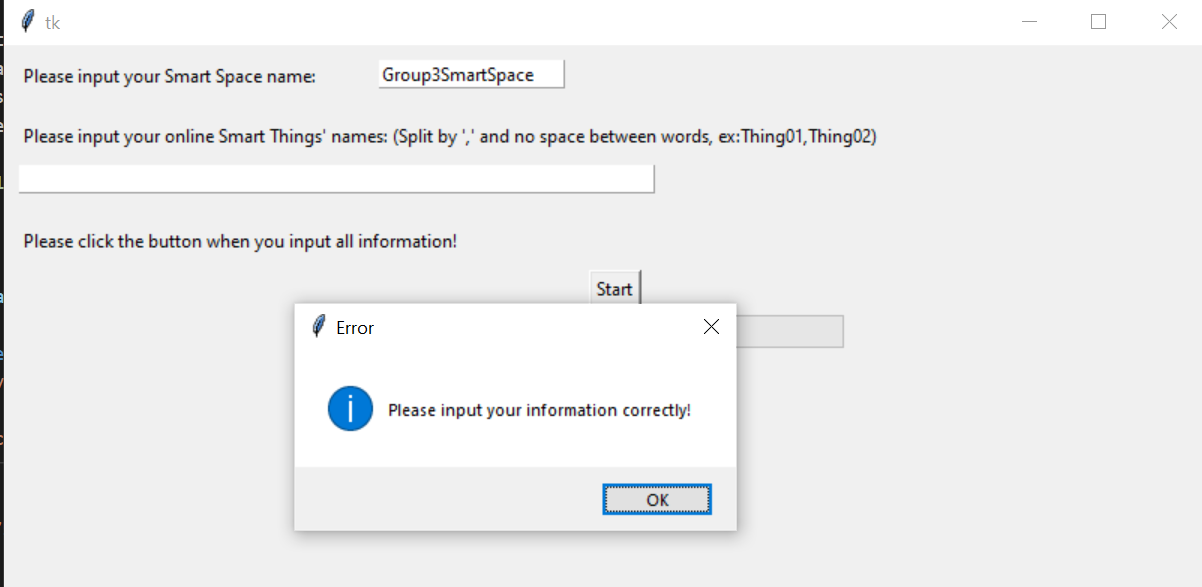 tk
Please input your Smart Space name:
Group3SmartSpace
Please input your online Smart Things' names: (Split by ',' and no space between words, ex:Thing01,Thing02)
Please click the button when you input all information!
Start
Error
Please input your information correctly!
OK